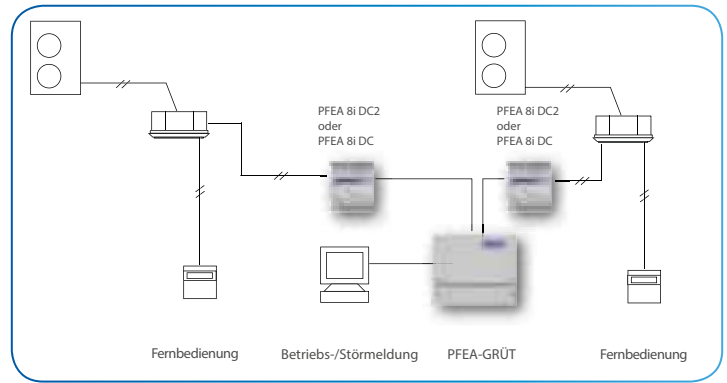 PFEA 8i DC2
oder
PFEA 8i DC
PFEA 8i DC2
oder
PFEA 8i DC
Fernbedienung
Betriebs-/Störmeldung
PFEA-GRÜT
Fernbedienung